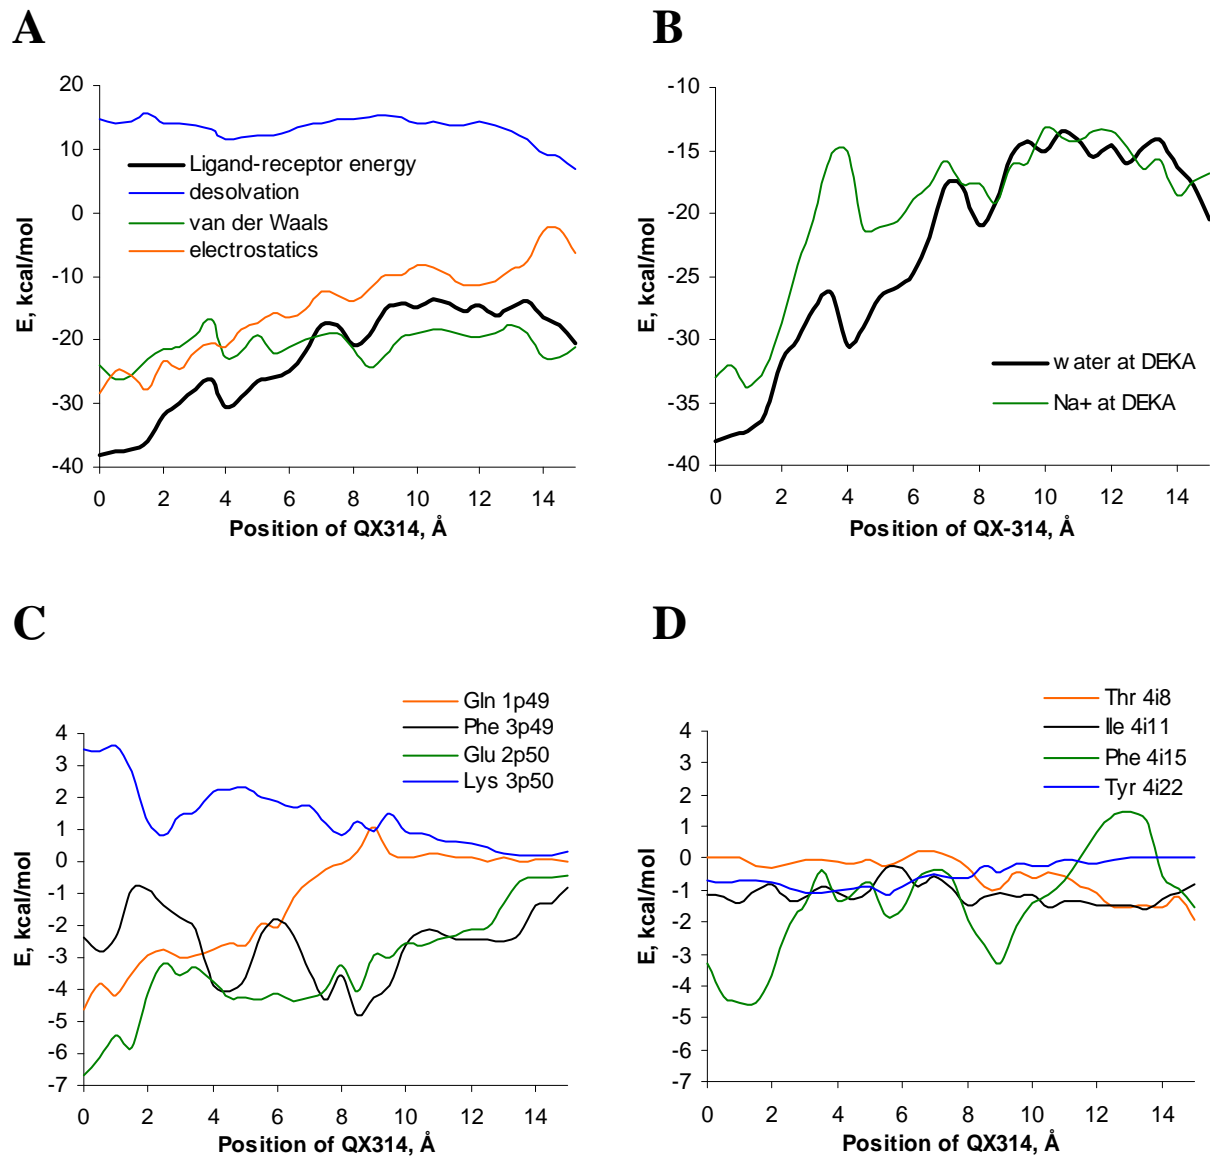 A
20
10
0
-10
-20
-30
-40
E, kcal/mol
Ligand-receptor energy
desolvation
van der Waals
electrostatics
0 2 4 6 8 10 12 14
Position of QX314, Å
B
-10
-15
-20
-25
-30
-35
-40
E, kcal/mol
water at DEKA
Na+ at DEKA
0 2 4 6 8 10 12 14
Position of QX-314, Å
C
Gln 1p49
Phe 3p49
Glu 2p50
Lys 3p50
4
3
2
1
0
-1
-2
-3
-4
-5
-6
-7
E, kcal/mol
0 2 4 6 8 10 12 14
Position of QX314, Å
D
Thr 4i8
Ile 4i11
Phe 4i15
Tyr 4i22
4
3
2
1
0
-1
-2
-3
-4
-5
-6
-7
E, kcal/mol
0 2 4 6 8 10 12 14
Position of QX314, Å